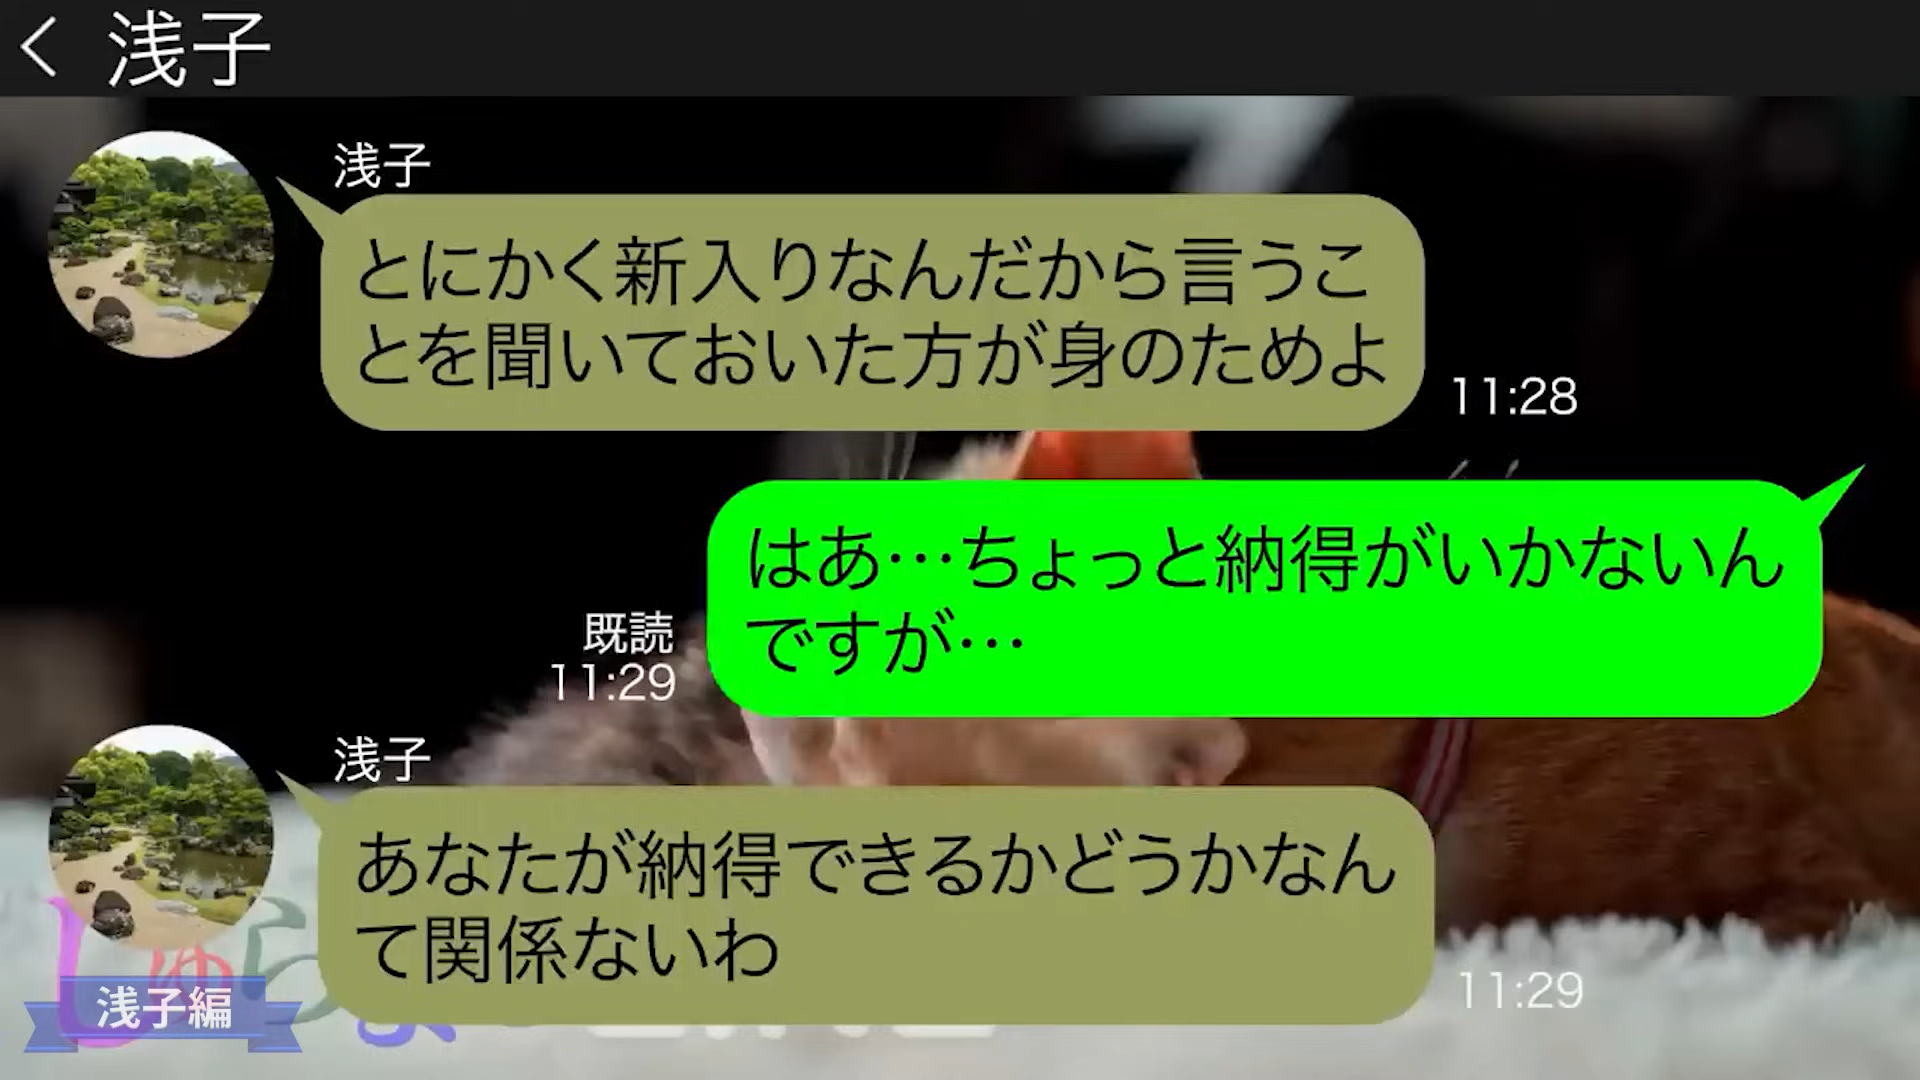 浅子
浅子
とにかく新入りなんだから言うこ
とを聞いておいた方が身のためよ
11:28
はあ…ちょっと納得がいかないん
ですが…
既読
11:29
浅子
あなたが納得できるかどうかなん
て関係ないわ
11:29
浅子編